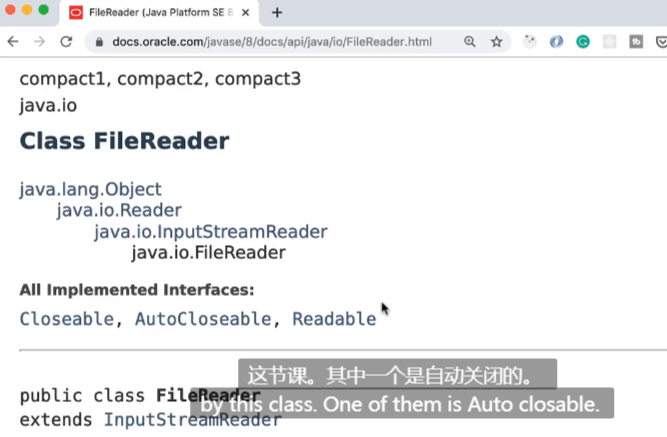 FileReader (Java Platform SE 8
docs.oracle.com/javase/8/docs/api/java/io/FileReader.html
compact1, compact2, compact3
java.io
Class FileReader
java.lang.Object
java.io.Reader
java.io.InputStreamReader
java.io.FileReader
All Implemented Interfaces:
Closeable, AutoCloseable, Readable
public class FileReader
extends InputStreamReader
这节课。其中一个是自动关闭的。
by this class. One of them is Auto closable.